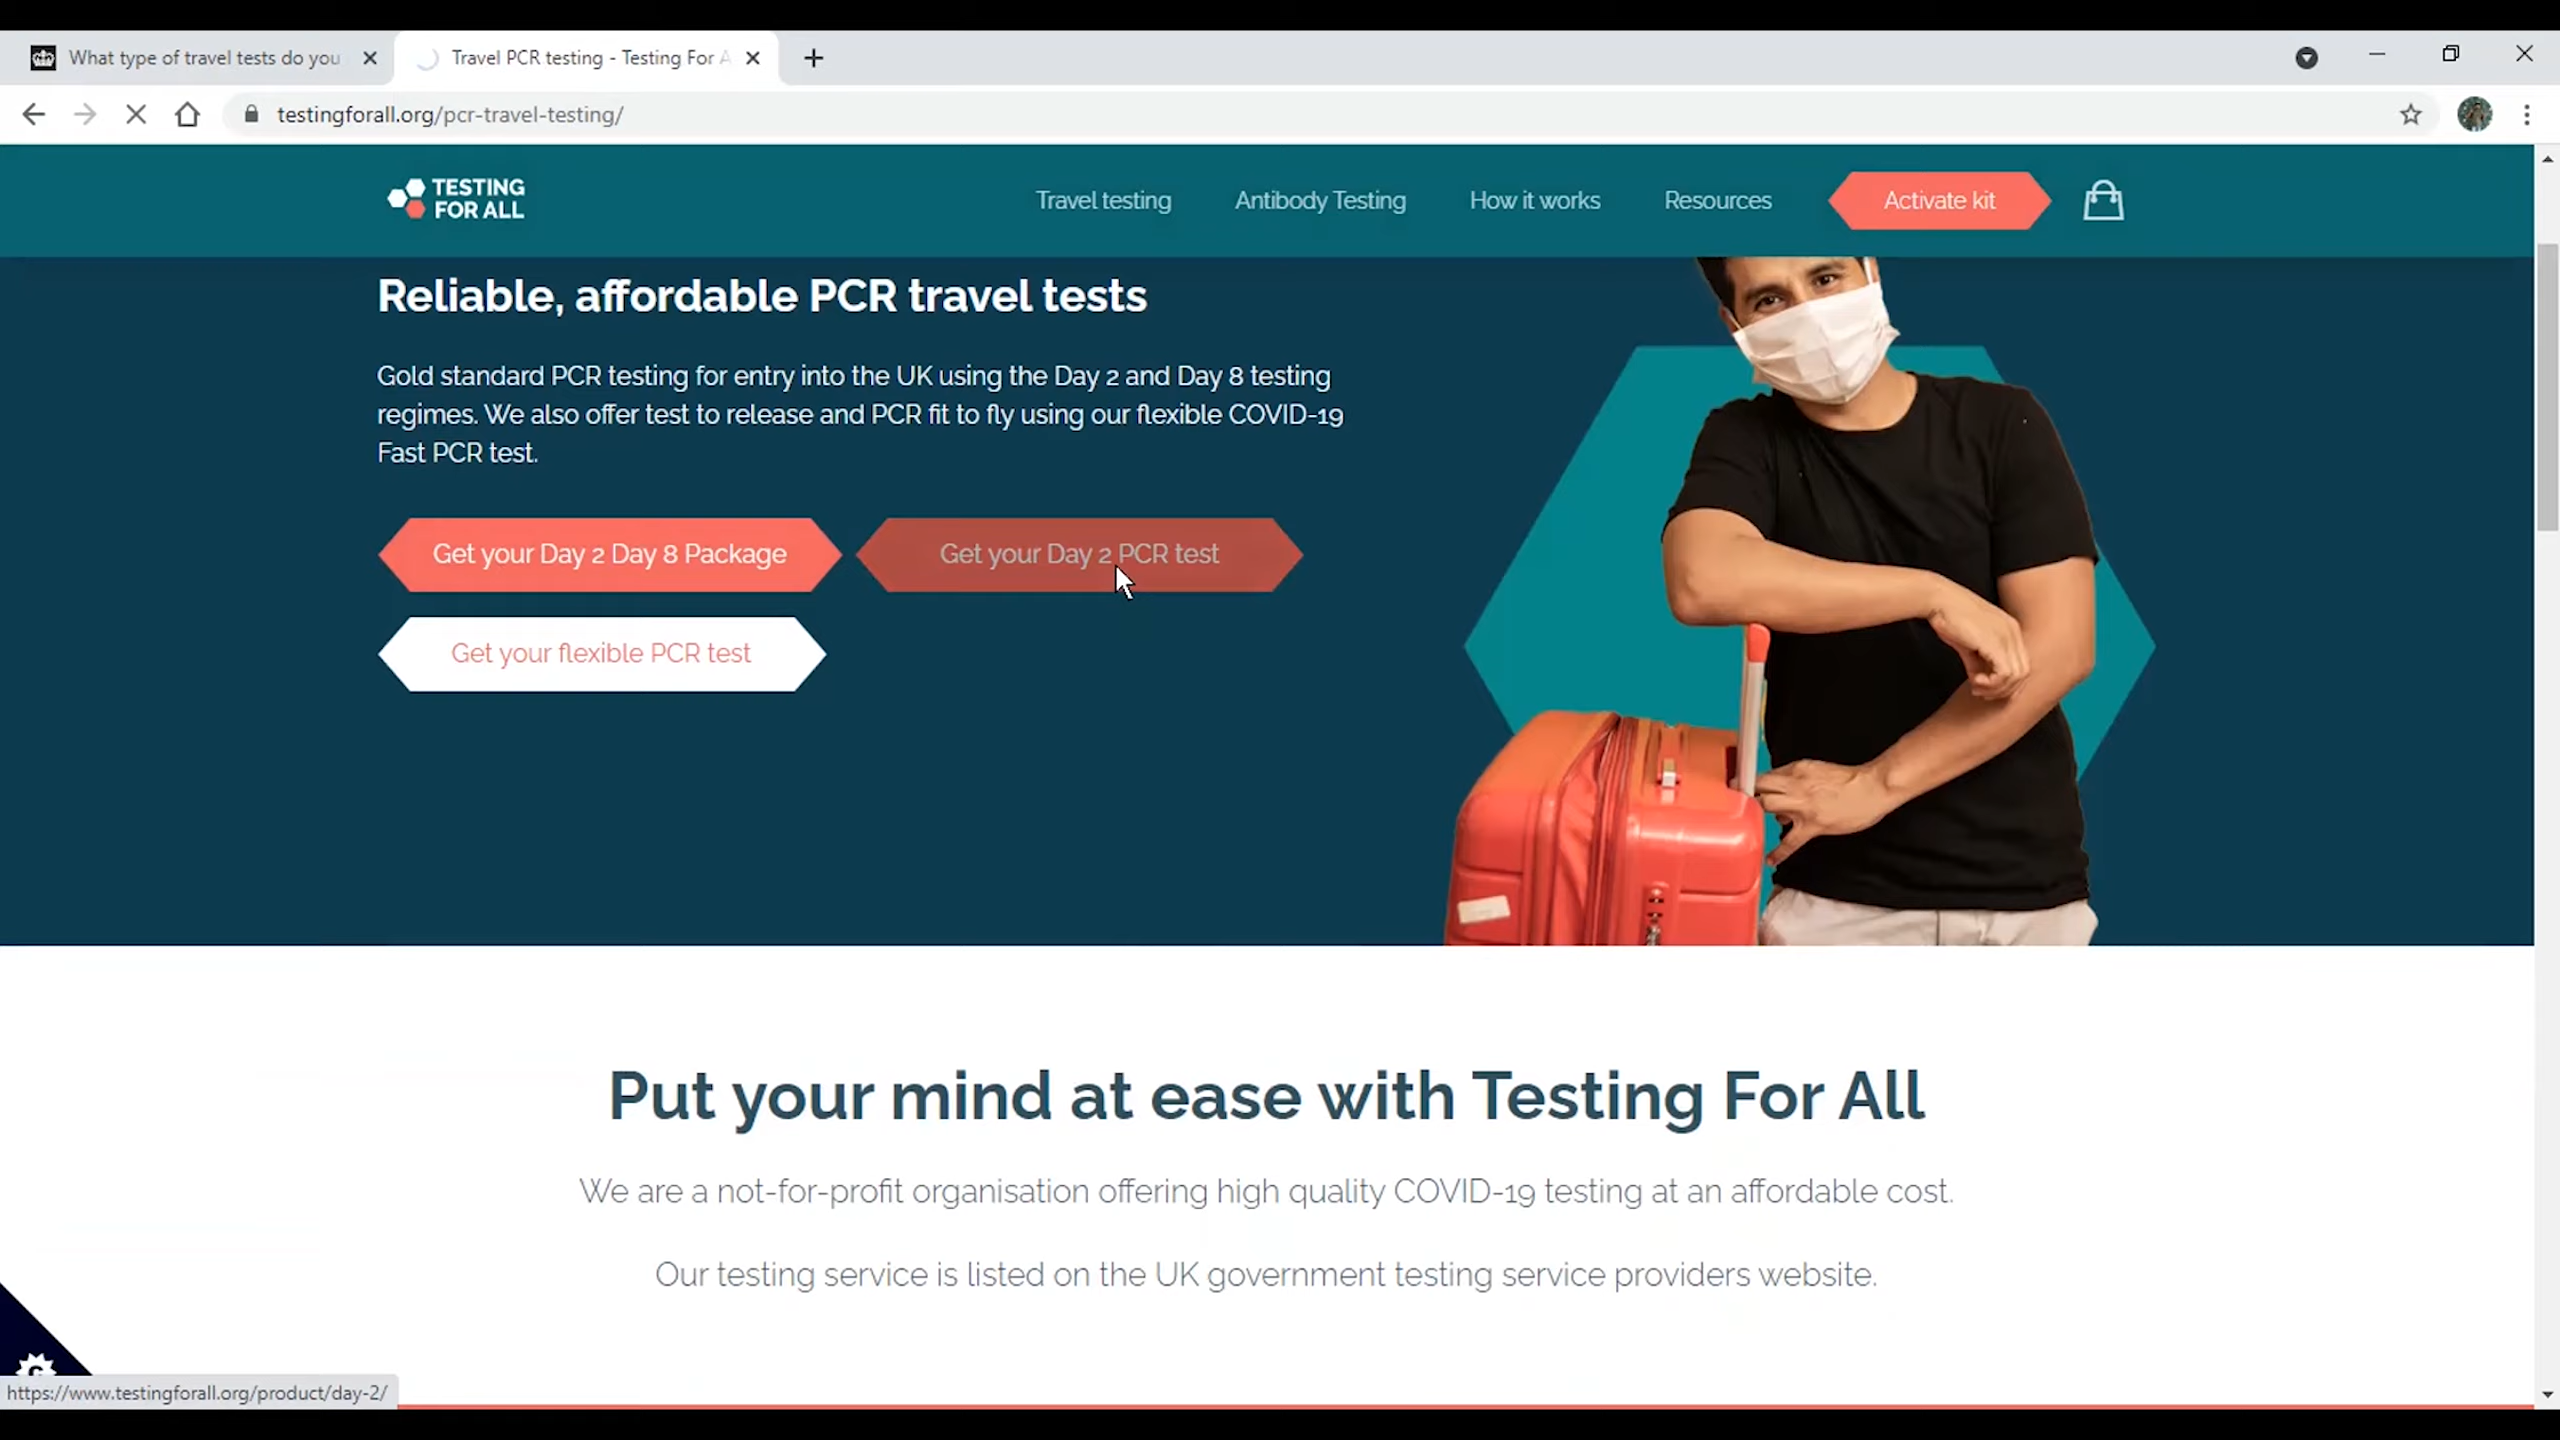 What type of travel tests do you
Travel PCR testing - Testing For A
testingforall.org/pcr-travel-testing/
TESTING
FOR ALL
Travel testing
Antibody Testing
How it works
Resources
Activate kit
Reliable, affordable PCR travel tests
Gold standard PCR testing for entry into the UK using the Day 2 and Day 8 testing
regimes. We also offer test to release and PCR fit to fly using our flexible COVID-19
Fast PCR test.
Get your Day 2 Day 8 Package
Get your Day 2 PCR test
Get your flexible PCR test
Put your mind at ease with Testing For All
We are a not-for-profit organisation offering high quality COVID-19 testing at an affordable cost.
Our testing service is listed on the UK government testing service providers website.
https://www.testingforall.org/product/day-2/